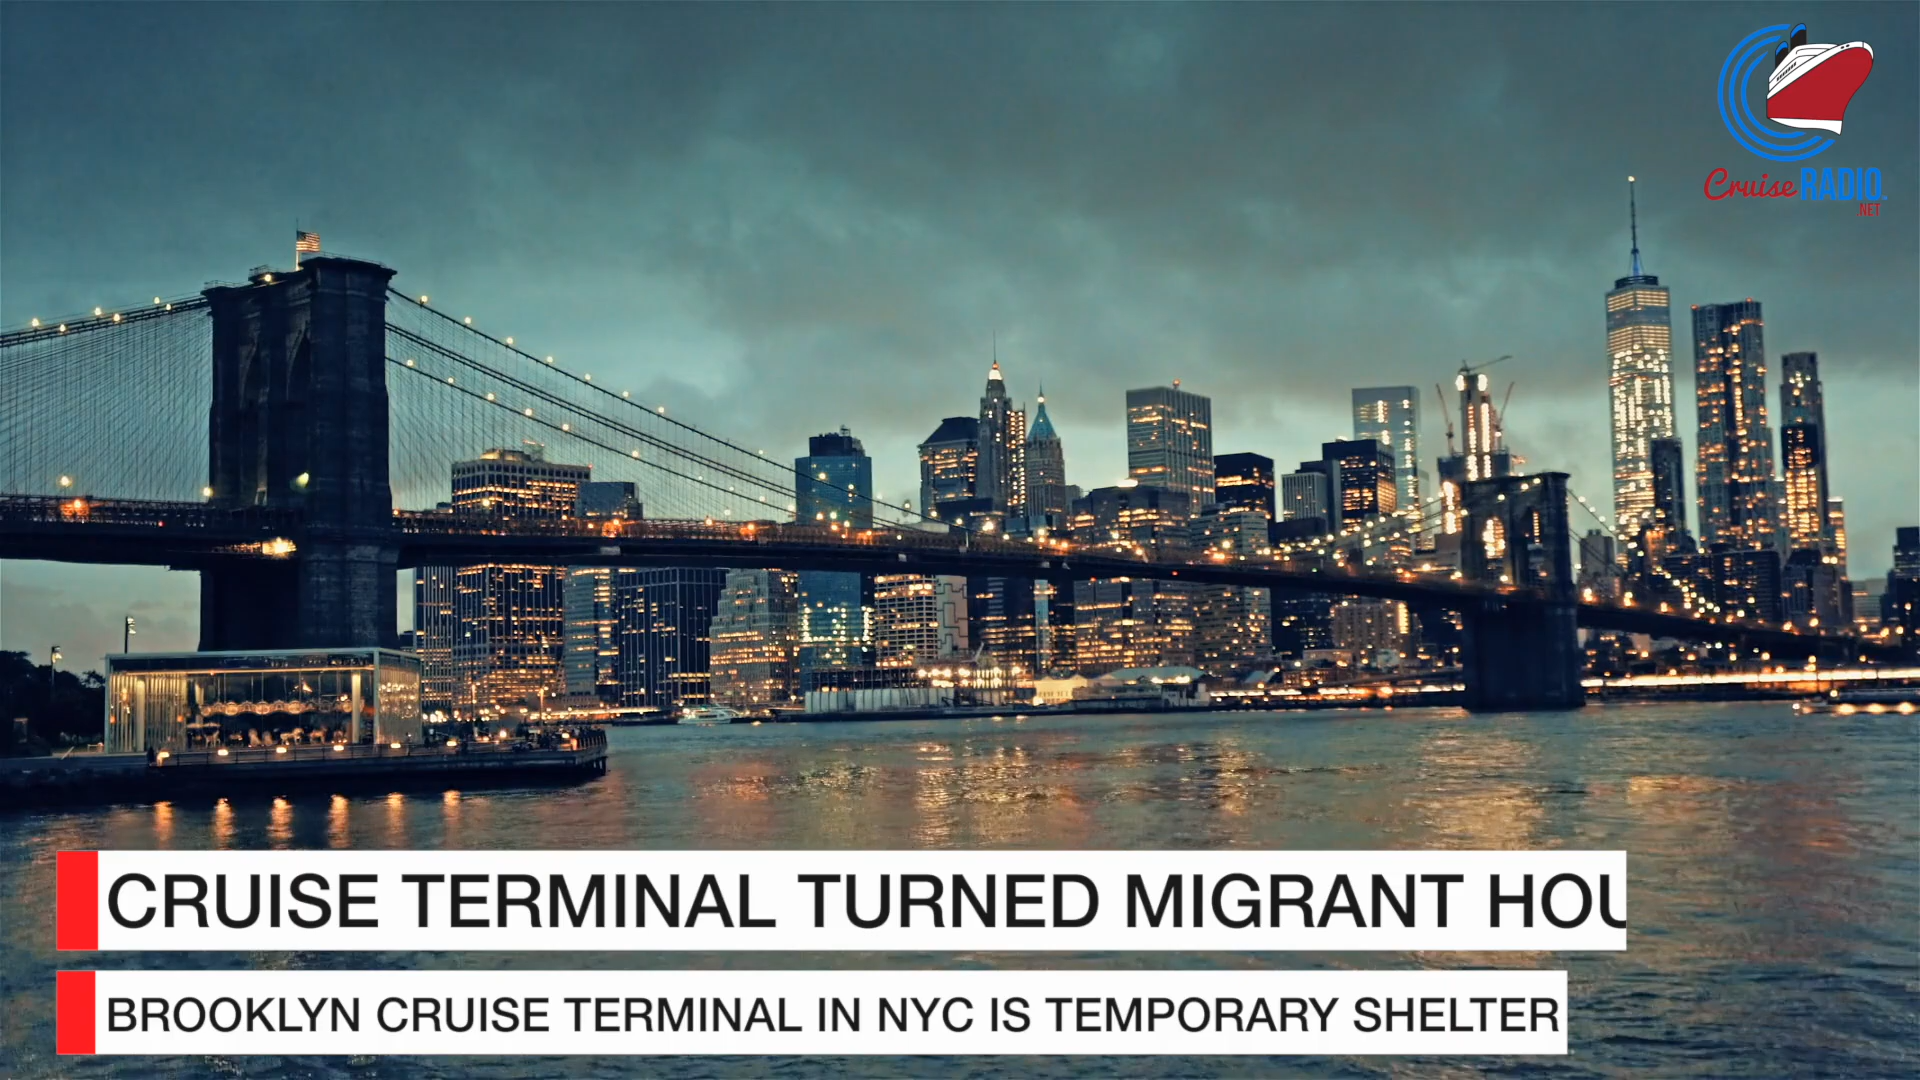 Cruise RADIO
.NET
CRUISE TERMINAL TURNED MIGRANT HOU
BROOKLYN CRUISE TERMINAL IN NYC IS TEMPORARY SHELTER